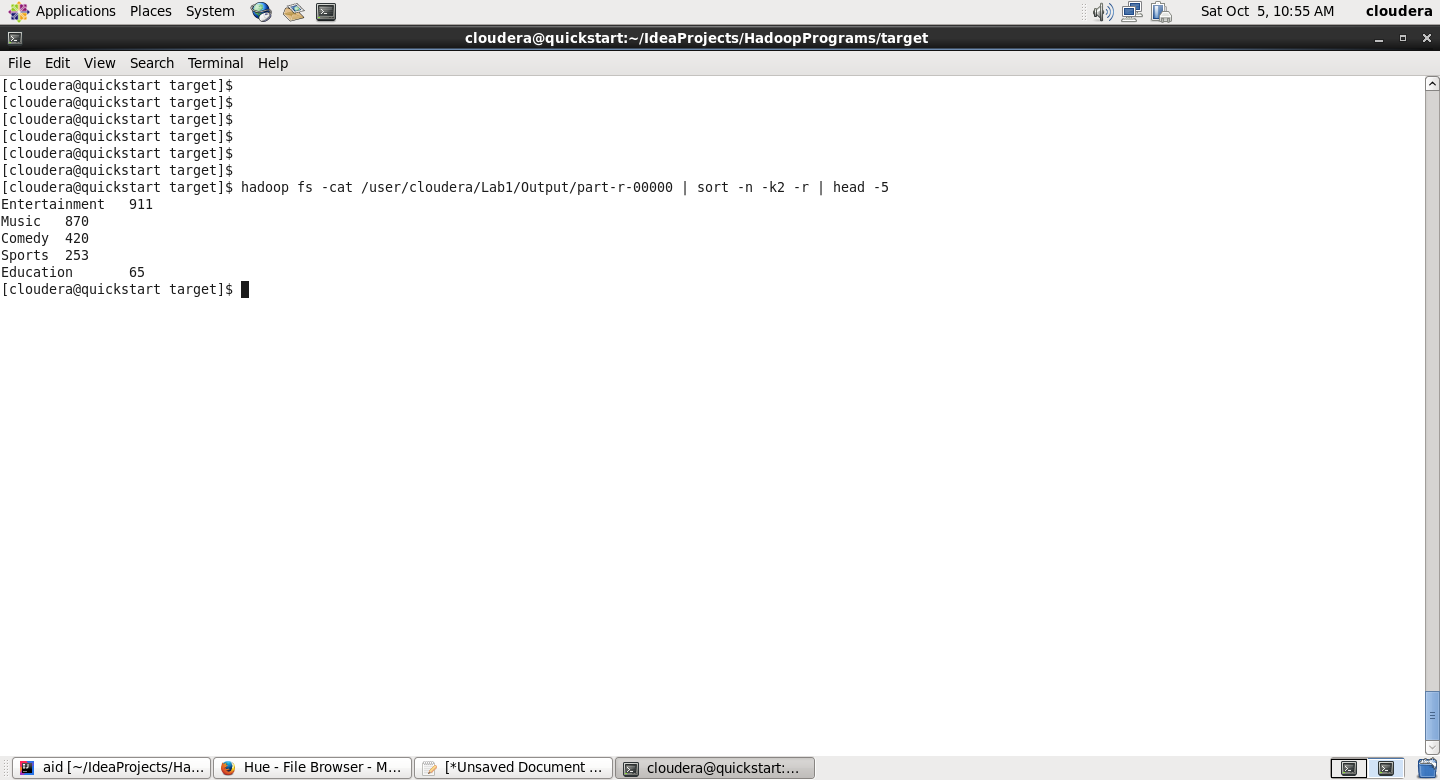 Applications Places System Sat Oct 5, 10:55 AM cloudera
cloudera@quickstart:~/IdeaProjects/HadoopPrograms/target
File Edit View Search Terminal Help
[cloudera@quickstart target]$
[cloudera@quickstart target]$
[cloudera@quickstart target]$
[cloudera@quickstart target]$
[cloudera@quickstart target]$
[cloudera@quickstart target]$
[cloudera@quickstart target]$ hadoop fs -cat /user/cloudera/Lab1/Output/part-r-00000 | sort -n -k2 -r | head -5
Entertainment 911
Music 870
Comedy 420
Sports 253
Education 65
[cloudera@quickstart target]$
aid [~/IdeaProjects/Ha... Hue - File Browser - M... [*Unsaved Document ... cloudera@quickstart:...